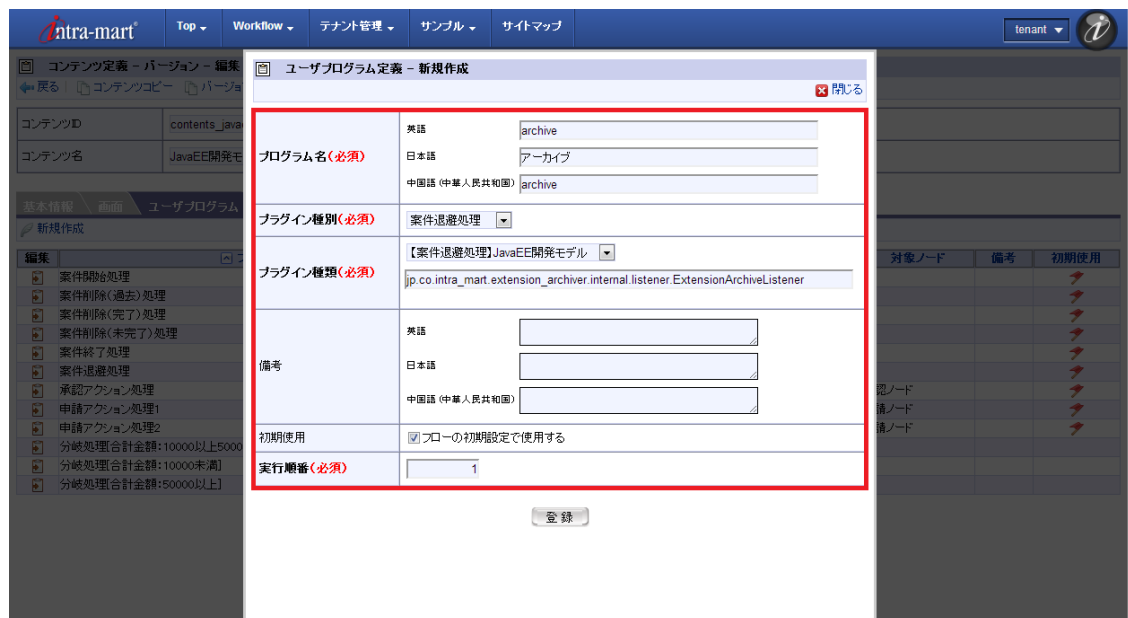 intra-mart
Top
Workflow
テナント管理
サンプル
サイトマップ
tenant
コンテンツ定義 - バージョン - 編集
戻る
コンテンツコピー
コンテンツID
contents_java
コンテンツ名
JavaEE開発モ
基本情報
画面
ユーザプログラム
新規作成
編集
対象ノード
備考
初期使用
案件開始処理
案件削除(過去)処理
案件削除(完了)処理
案件削除(未完了)処理
案件終了処理
案件退避処理
承認アクション処理
申請アクション処理1
申請アクション処理2
分岐処理[合計金額:10000以上5000
分岐処理[合計金額:10000未満]
分岐処理[合計金額:50000以上]
ユーザプログラム定義 - 新規作成
閉じる
プログラム名(必須)
英語
archive
日本語
アーカイブ
中国語 (中華人民共和国)
archive
プラグイン種別(必須)
案件退避処理
プラグイン種類(必須)
【案件退避処理】JavaEE開発モデル
jp.co.intra_mart.extension_archiver.internal.listener.ExtensionArchiveListener
備考
英語
日本語
中国語 (中華人民共和国)
初期使用
フローの初期設定で使用する
実行順番(必須)
1
登録